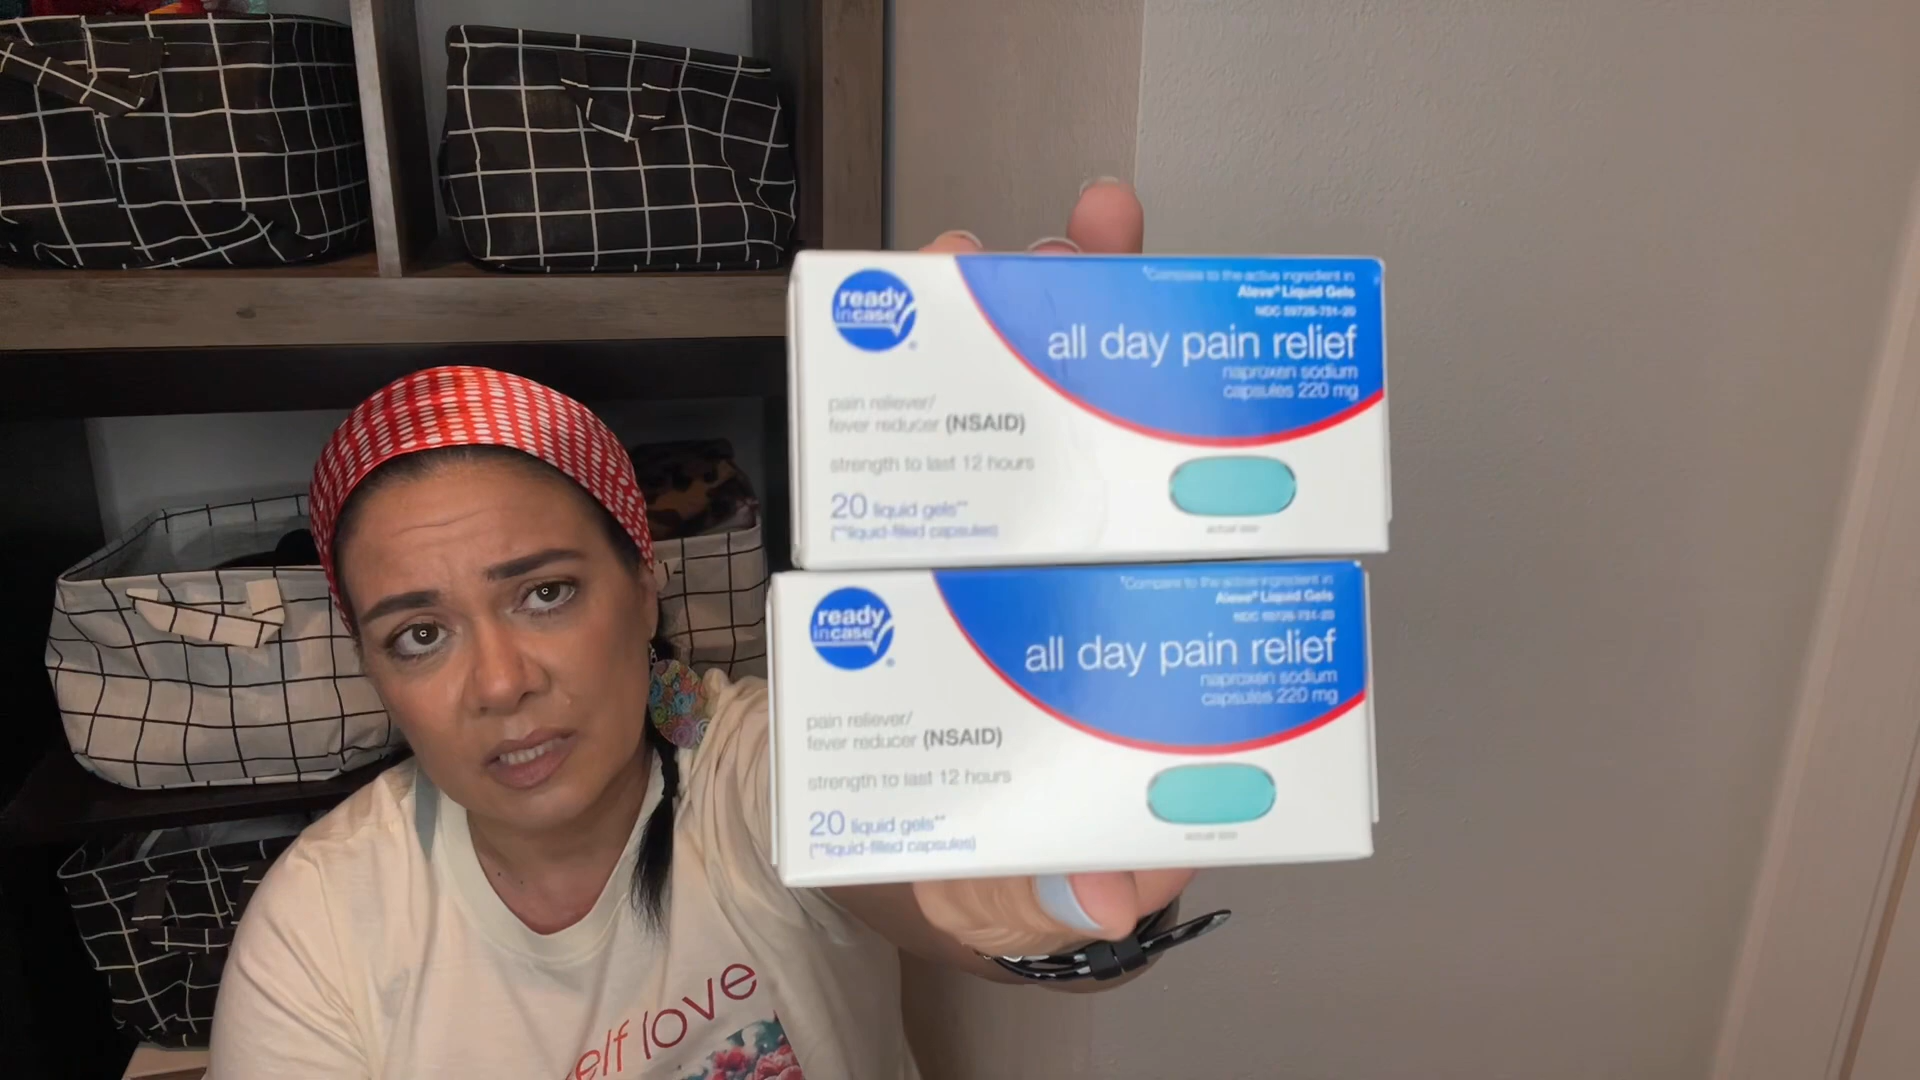 ready
in case
*Compare to the active ingredient in
Aleve® Liquid Gels
all day pain relief
naproxen sodium
capsules 220 mg
pain reliever/
fever reducer (NSAID)
strength to last 12 hours
20 liquid gels**
(**liquid-filled capsules)
actual size
ready
in case
*Compare to the active ingredient in
Aleve® Liquid Gels
all day pain relief
naproxen sodium
capsules 220 mg
pain reliever/
fever reducer (NSAID)
strength to last 12 hours
20 liquid gels**
(**liquid-filled capsules)
actual size
elf love